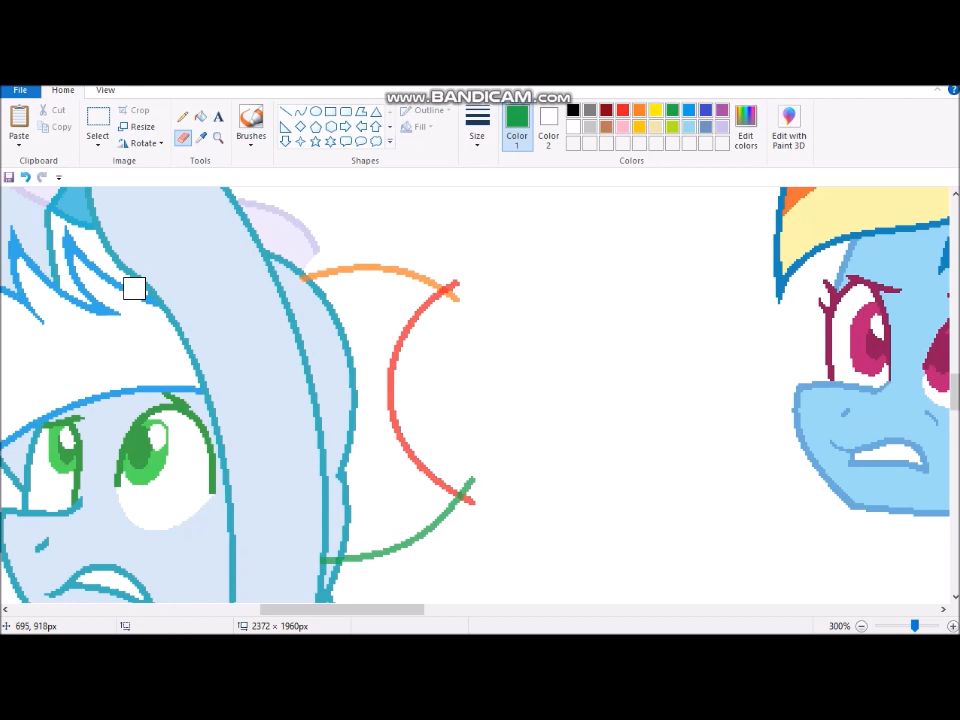 www.BANDICAM.com
File Home View
Paste
Cut
Copy
Clipboard
Select
Crop
Resize
Rotate
Image
A
Tools
Brushes
Outline
Fill
Shapes
Size
Color 1
Color 2
Edit colors
Colors
Edit with Paint 3D
695, 918px
2372 × 1960px
300%